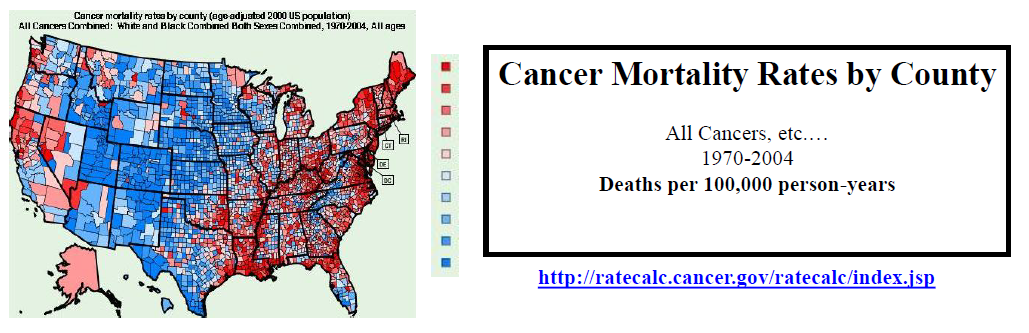 Cancer mortality rates by county (age-adjusted 2000 US population)
All Cancers Combined: White and Black Combined Both Sexes Combined, 1970-2004, All ages
CT
RI
DE
DC
Cancer Mortality Rates by County
All Cancers, etc.…
1970-2004
Deaths per 100,000 person-years
http://ratecalc.cancer.gov/ratecalc/index.jsp